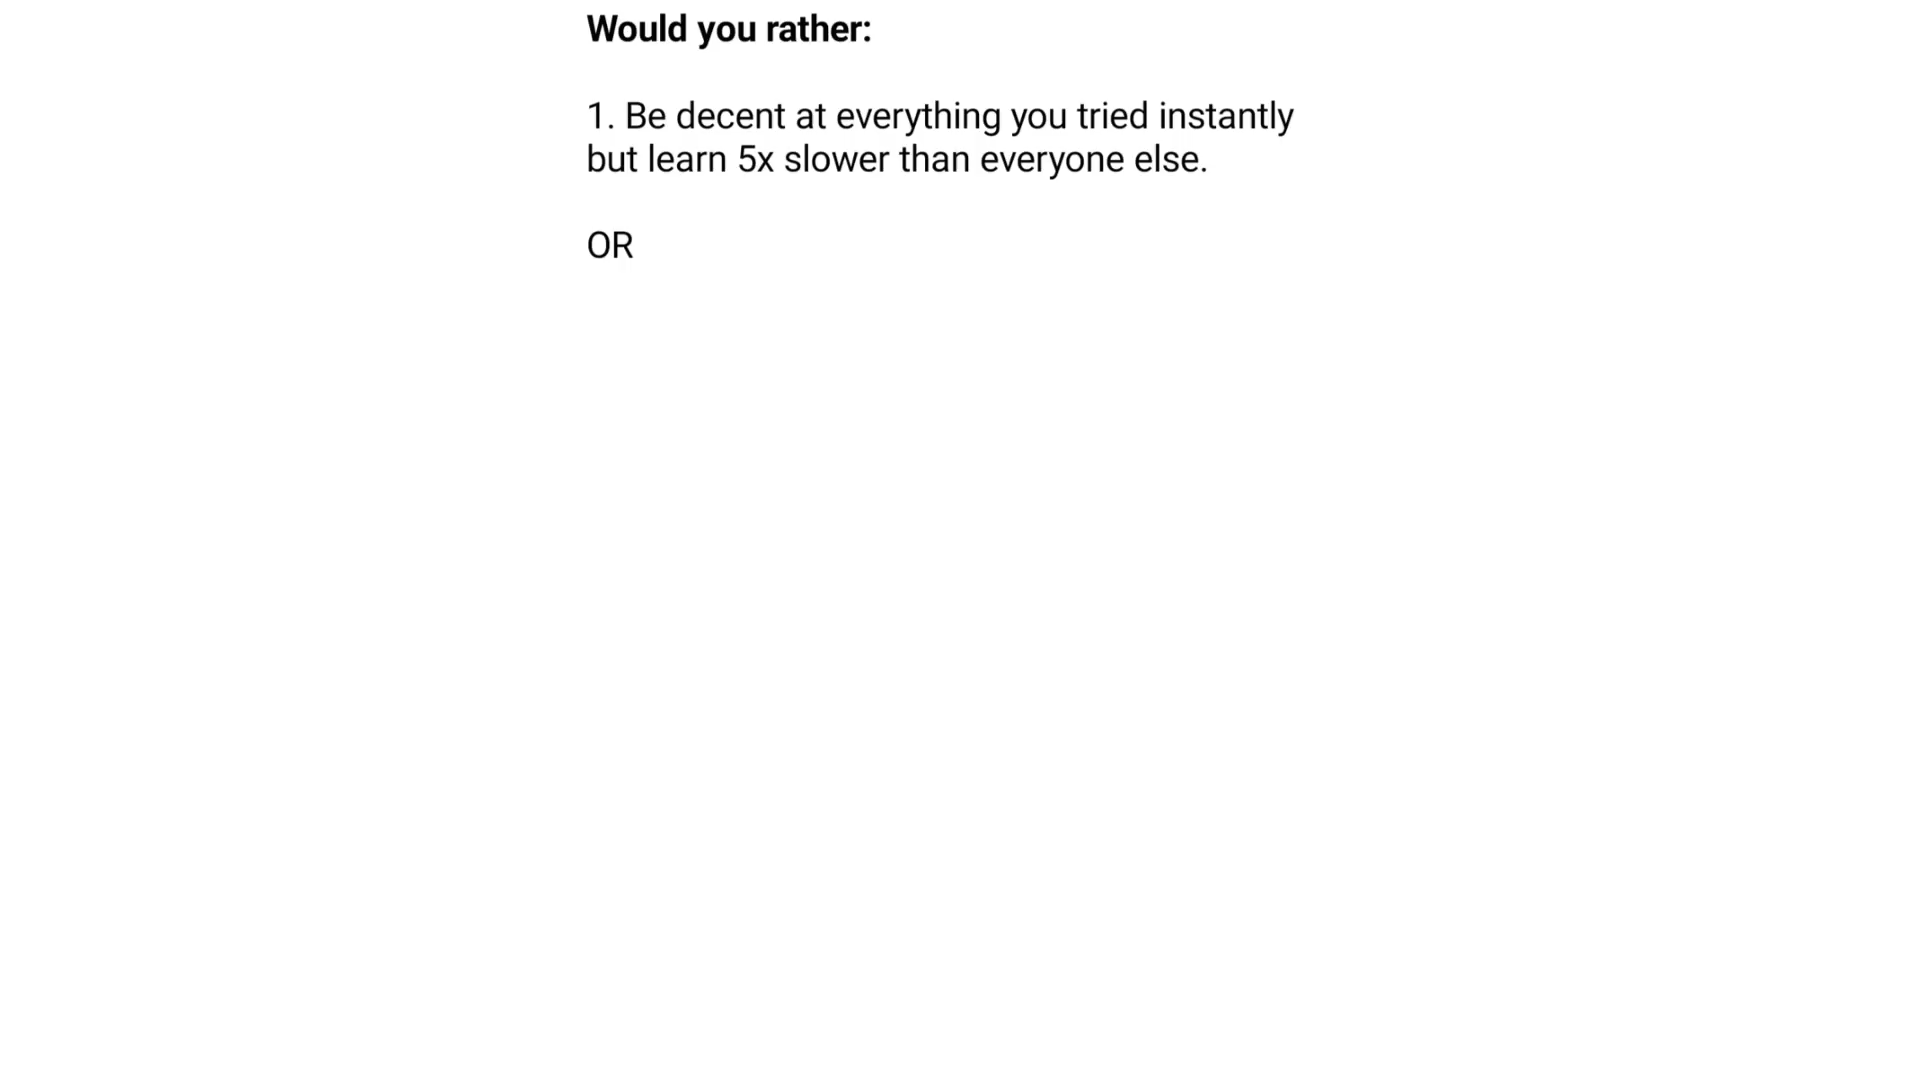 Would you rather:
1. Be decent at everything you tried instantly
but learn 5x slower than everyone else.
OR